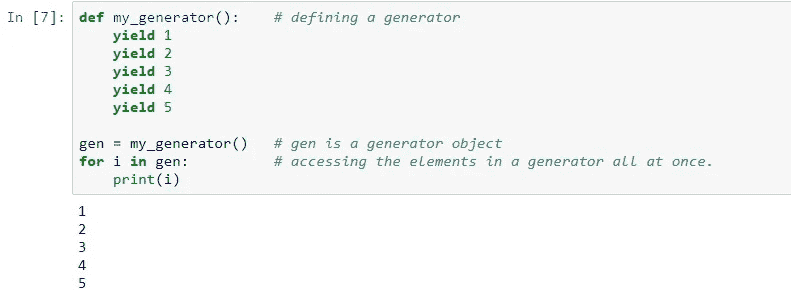 In [7]: def my_generator():    # defining a generator
    yield 1
    yield 2
    yield 3
    yield 4
    yield 5
gen = my_generator()   # gen is a generator object
for i in gen:          # accessing the elements in a generator all at once.
    print(i)
1
2
3
4
5